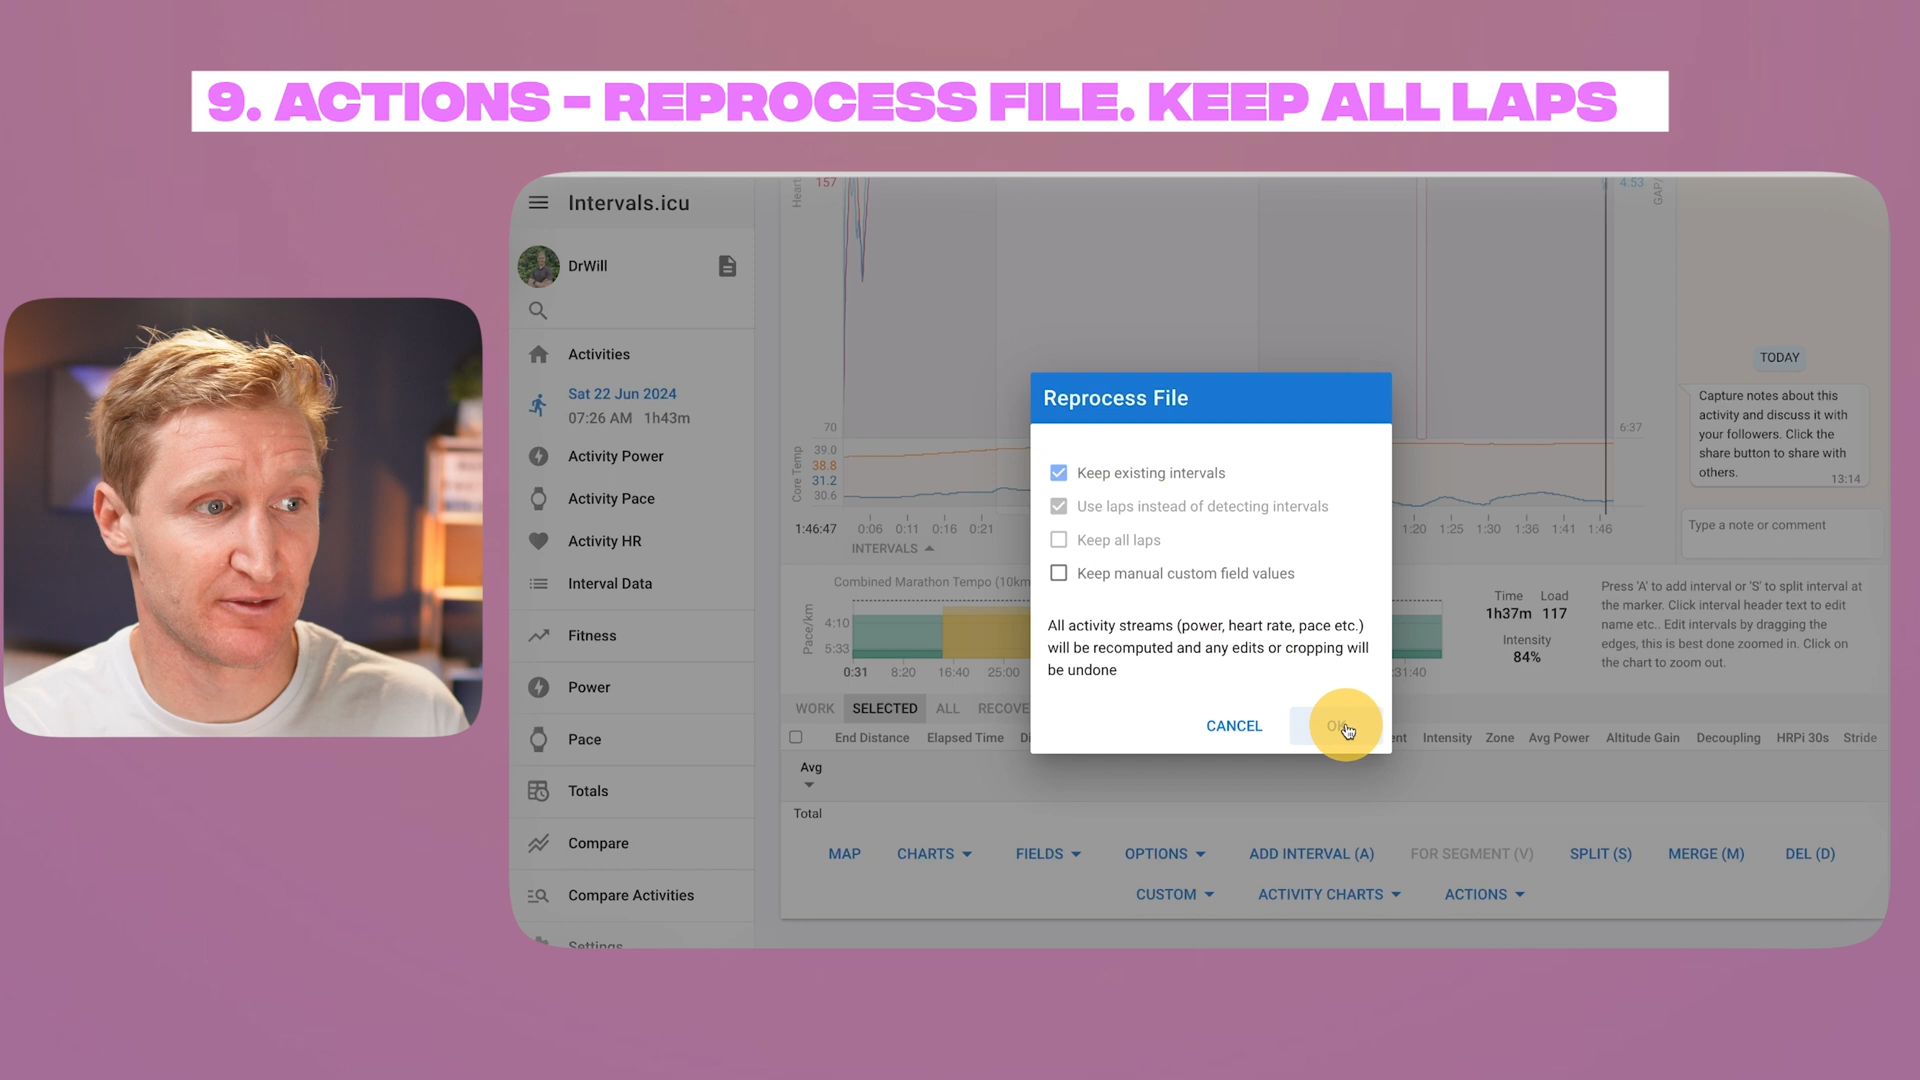 9. ACTIONS - REPROCESS FILE. KEEP ALL LAPS
Intervals.icu
DrWill
Activities
Sat 22 Jun 2024
07:26 AM 1h43m
Activity Power
Activity Pace
Activity HR
Interval Data
Fitness
Power
Pace
Totals
Compare
Compare Activities
Settings
Heart
157
70
4:53
GAP/
6:37
Core Temp
39.0
38.8
31.2
30.6
1:46:47 0:06 0:11 0:16 0:21
1:20 1:25 1:30 1:36 1:41 1:46
INTERVALS
Combined Marathon Tempo (10km
Pace/km
4:10
5:33
0:31 8:20 16:40 25:00
:31:40
Time Load
1h37m 117
Intensity
84%
Press 'A' to add interval or 'S' to split interval at
the marker. Click interval header text to edit
name etc.. Edit intervals by dragging the
edges, this is best done zoomed in. Click on
the chart to zoom out.
TODAY
Capture notes about this
activity and discuss it with
your followers. Click the
share button to share with
others.
13:14
Type a note or comment
Reprocess File
Keep existing intervals
Use laps instead of detecting intervals
Keep all laps
Keep manual custom field values
All activity streams (power, heart rate, pace etc.)
will be recomputed and any edits or cropping will
be undone
CANCEL OK
WORK SELECTED ALL RECOVE
End Distance Elapsed Time Di
Intensity Zone Avg Power Altitude Gain Decoupling HRPi 30s Stride
Avg
Total
MAP CHARTS FIELDS OPTIONS ADD INTERVAL (A) FOR SEGMENT (V) SPLIT (S) MERGE (M) DEL (D)
CUSTOM ACTIVITY CHARTS ACTIONS